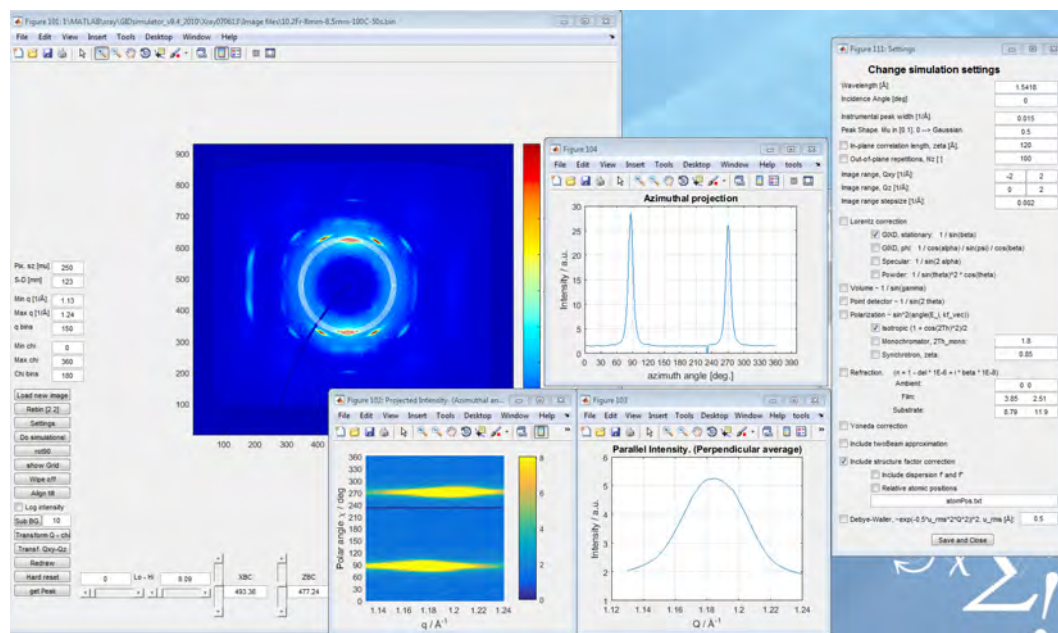 Figure 101: 1:\MATLAB\xray\GIDsimulator_v9.4_2010\Xray070613\Image files\10.2Fr-8mm-8.5mns-100C-30s.bin
File Edit View Insert Tools Desktop Window Help
900
800
700
600
500
400
300
200
100
100 200 300 400
Pix. sz [mu] 250
S-D [mm] 123
Min q [1/Å] 1.13
Max q [1/Å] 1.24
q bins 150
Min chi 0
Max chi 360
Chi bins 180
Load new image
Rebin [2 2]
Settings
Do simulations!
rot90
show Grid
Wipe off
Align tilt
Log intensity
Sub BG. 10
Transform Q - chi
Transf. Qxy-Qz
Redraw
Hard reset
get Peak
0 Lo - Hi 9.09
XBC
493.36
ZBC
477.24
Figure 104
File Edit View Insert Tools Desktop Window Help tools
Azimuthal projection
Intensity / a.u.
30
25
20
15
10
5
0
0 30 60 90 120 150 180 210 240 270 300 330 360 390
azimuth angle [deg.]
Figure 102: Projected Intensity. (Azimuthal an...
File Edit View Insert Tools Desktop Window Help
Polar angle χ / deg
360
330
300
270
240
210
180
150
120
90
60
30
0
1.14 1.16 1.18 1.2 1.22 1.24
q / Å⁻¹
8
6
4
2
0
Figure 103
File Edit View Insert Tools Desktop Window Help tools
Parallel Intensity. (Perpendicular average)
Intensity / a.u.
6
5
4
3
2
1
1.12 1.14 1.16 1.18 1.2 1.22 1.24
Q / Å⁻¹
Figure 111: Settings
Change simulation settings
Wavelength [Å] 1.5418
Incidence Angle [deg] 0
Instrumental peak width [1/Å] 0.015
Peak Shape. Mu in [0.1]. 0 --> Gaussian. 0.5
In-plane correlation length, zeta [Å]. 120
Out-of-plane repetitions, Nz [ ] 100
Image range, Qxy [1/Å]: -2 2
Image range, Qz [1/Å]: 0 2
Image range stepsize [1/Å]: 0.002
Lorentz correction
GIXD, stationary: 1 / sin(beta)
GIXD, phi: 1 / cos(alpha) / sin(psi) / cos(beta)
Specular: 1 / sin(2 alpha)
Powder: 1 / sin(theta)^2 * cos(theta)
Volume ~ 1 / sin(gamma)
Point detector ~ 1 / sin(2 theta)
Polarization ~ sin^2(angle(E_i, kf_vec))
Isotropic (1 + cos(2Th)^2)/2
Monochromator, 2Th_mono: 1.8
Synchrotron, zeta: 0.85
Refraction. (n = 1 - del * 1E-6 + i * beta * 1E-8)
Ambient: 0 0
Film: 3.85 2.51
Substrate: 8.79 11.9
Yoneda correction
Include twoBeam approximation
Include structure factor correction
Include dispersion f' and f''
Relative atomic positions
atomPos.txt
Debye-Waller, ~exp(-0.5*u_rms^2*Q^2)^2. u_rms [Å]: 0.5
Save and Close